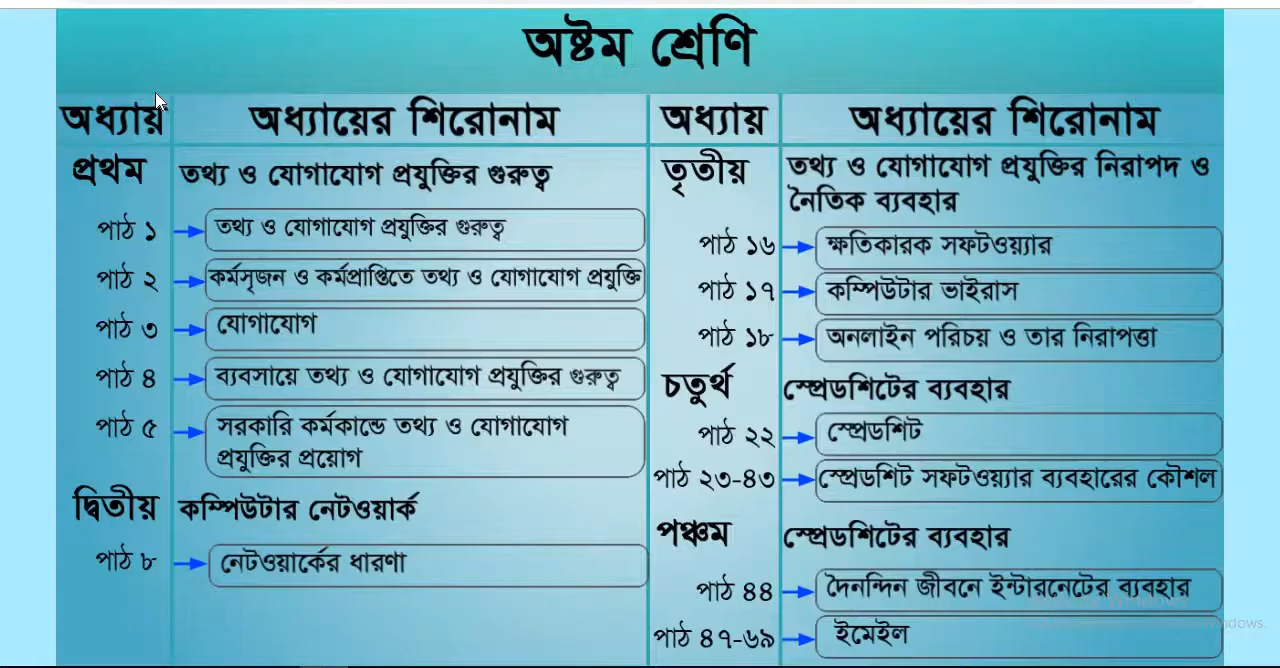 অষ্টম শ্রেণি
অধ্যায় অধ্যায়ের শিরোনাম
প্রথম তথ্য ও যোগাযোগ প্রযুক্তির গুরুত্ব
পাঠ ১ তথ্য ও যোগাযোগ প্রযুক্তির গুরুত্ব
পাঠ ২ কর্মসৃজন ও কর্মপ্রাপ্তিতে তথ্য ও যোগাযোগ প্রযুক্তি
পাঠ ৩ যোগাযোগ
পাঠ ৪ ব্যবসায়ে তথ্য ও যোগাযোগ প্রযুক্তির গুরুত্ব
পাঠ ৫ সরকারি কর্মকান্ডে তথ্য ও যোগাযোগ
প্রযুক্তির প্রয়োগ
দ্বিতীয় কম্পিউটার নেটওয়ার্ক
পাঠ ৮ নেটওয়ার্কের ধারণা
অধ্যায় অধ্যায়ের শিরোনাম
তৃতীয় তথ্য ও যোগাযোগ প্রযুক্তির নিরাপদ ও
নৈতিক ব্যবহার
পাঠ ১৬ ক্ষতিকারক সফটওয়্যার
পাঠ ১৭ কম্পিউটার ভাইরাস
পাঠ ১৮ অনলাইন পরিচয় ও তার নিরাপত্তা
চতুর্থ স্প্রেডশিটের ব্যবহার
পাঠ ২২ স্প্রেডশিট
পাঠ ২৩-৪৩ স্প্রেডশিট সফটওয়্যার ব্যবহারের কৌশল
পঞ্চম স্প্রেডশিটের ব্যবহার
পাঠ ৪৪ দৈনন্দিন জীবনে ইন্টারনেটের ব্যবহার
পাঠ ৪৭-৬৯ ইমেইল